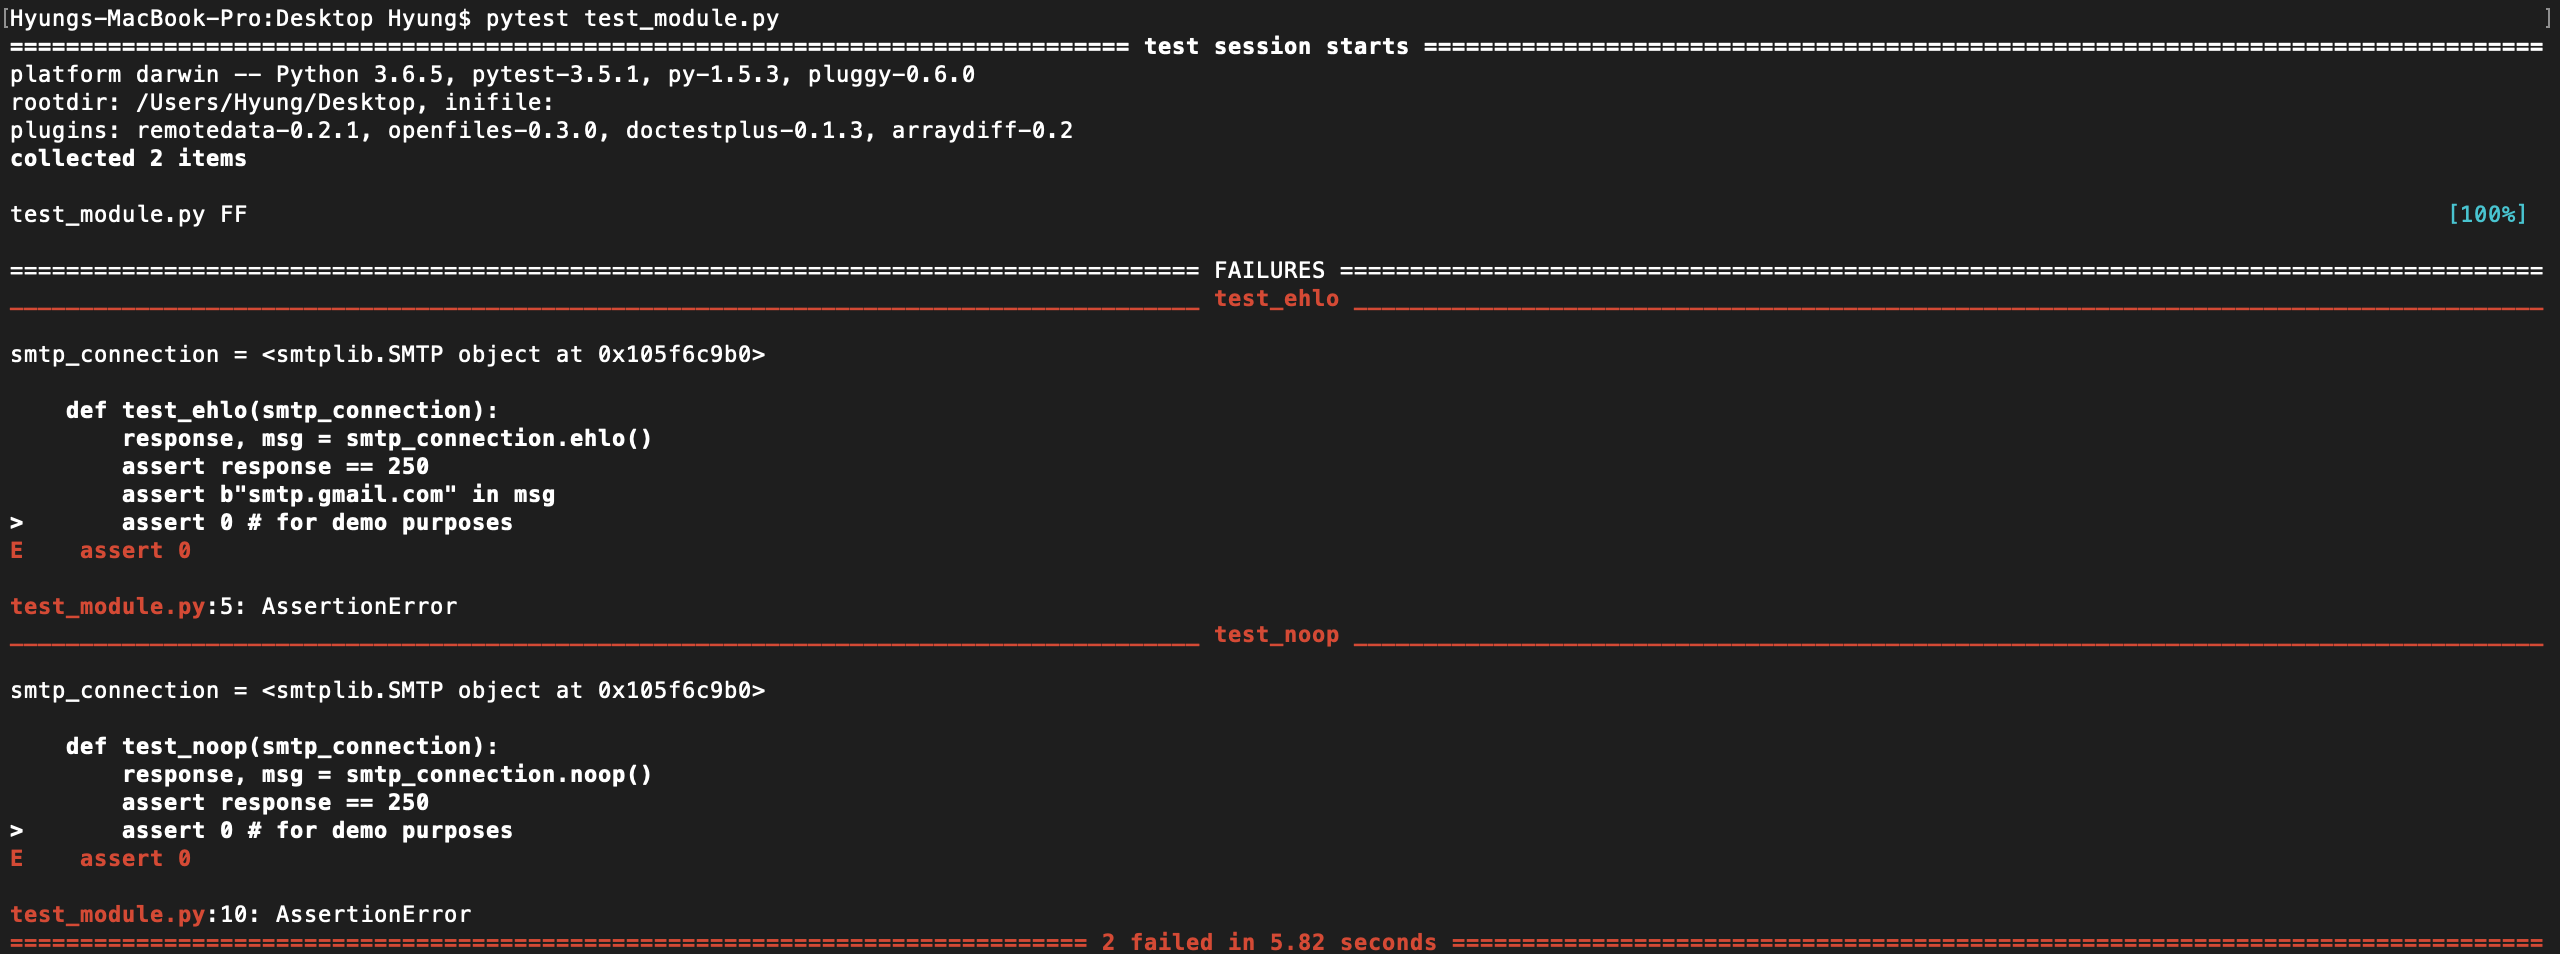 [Hyungs-MacBook-Pro:Desktop Hyung$ pytest test_module.py ]
================================================================================ test session starts ================================================================================
platform darwin -- Python 3.6.5, pytest-3.5.1, py-1.5.3, pluggy-0.6.0
rootdir: /Users/Hyung/Desktop, inifile:
plugins: remotedata-0.2.1, openfiles-0.3.0, doctestplus-0.1.3, arraydiff-0.2
collected 2 items
test_module.py FF [100%]
===================================================================================== FAILURES ======================================================================================
_____________________________________________________________________________________ test_ehlo _____________________________________________________________________________________
smtp_connection = <smtplib.SMTP object at 0x105f6c9b0>
    def test_ehlo(smtp_connection):
        response, msg = smtp_connection.ehlo()
        assert response == 250
        assert b"smtp.gmail.com" in msg
>       assert 0 # for demo purposes
E    assert 0
test_module.py:5: AssertionError
_____________________________________________________________________________________ test_noop _____________________________________________________________________________________
smtp_connection = <smtplib.SMTP object at 0x105f6c9b0>
    def test_noop(smtp_connection):
        response, msg = smtp_connection.noop()
        assert response == 250
>       assert 0 # for demo purposes
E    assert 0
test_module.py:10: AssertionError
============================================================================= 2 failed in 5.82 seconds ==============================================================================